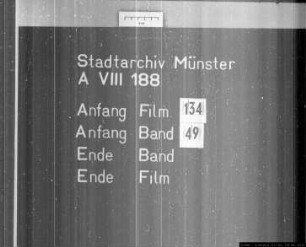 Stadtarchiv Münster
A VIII 188
Anfang Film 134
Anfang Band 49
Ende Band
Ende Film